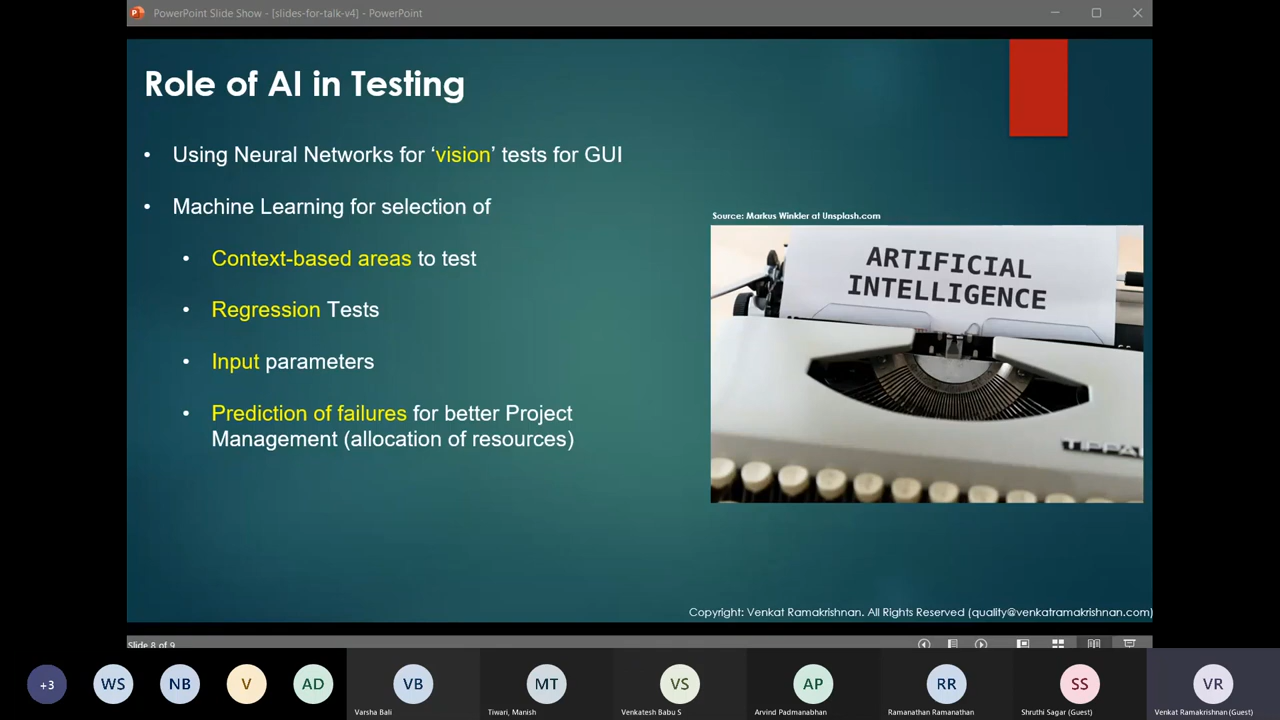 PowerPoint Slide Show - [slides-for-talk-v4] - PowerPoint
Role of AI in Testing
• Using Neural Networks for ‘vision’ tests for GUI
• Machine Learning for selection of
• Context-based areas to test
• Regression Tests
• Input parameters
• Prediction of failures for better Project
Management (allocation of resources)
Source: Markus Winkler at Unsplash.com
ARTIFICIAL
INTELLIGENCE
Copyright: Venkat Ramakrishnan. All Rights Reserved (quality@venkatramakrishnan.com)
Slide 8 of 9
+3
WS
NB
V
AD
VB
MT
VS
AP
RR
SS
VR
Varsha Bali
Tiwari, Manish
Venkatesh Babu S
Arvind Padmanabhan
Ramanathan Ramanathan
Shruthi Sagar (Guest)
Venkat Ramakrishnan (Guest)